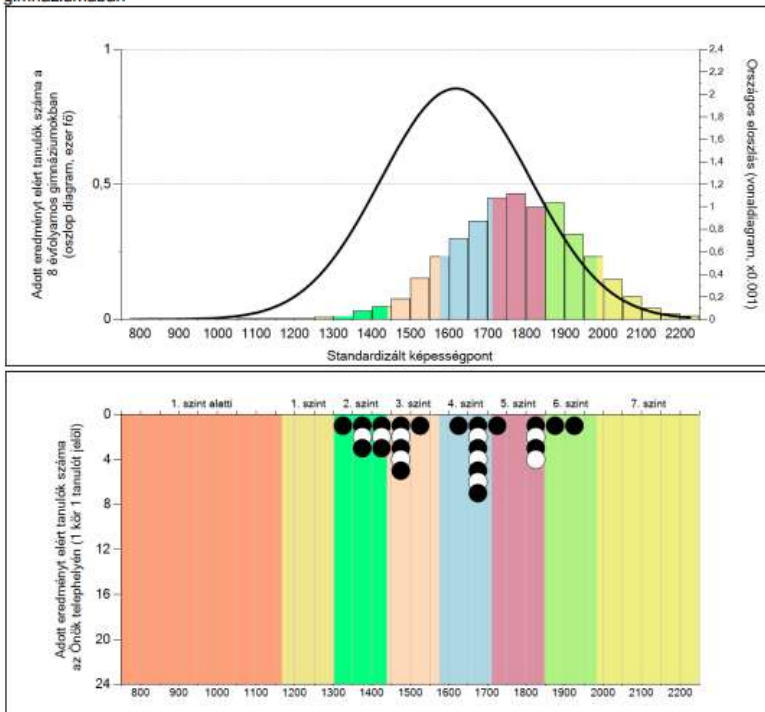 gimnáziumában
Adott eredményt elért tanulók száma a
8 évfolyamos gimnáziumokban
(oszlop diagram, ezer fő)
1
0,5
0
2,4
2,2
2
1,8
1,6
1,4
1,2
1
0,8
0,6
0,4
0,2
0
Országos eloszlás (vonaldiagram, x0.001)
800 900 1000 1100 1200 1300 1400 1500 1600 1700 1800 1900 2000 2100 2200
Standardizált képességpont
Adott eredményt elért tanulók száma
az Önök telephelyén (1 kör 1 tanulót jelöl)
1. szint alatti 1. szint 2. szint 3. szint 4. szint 5. szint 6. szint 7. szint
0
4
8
12
16
20
24
800 900 1000 1100 1200 1300 1400 1500 1600 1700 1800 1900 2000 2100 2200